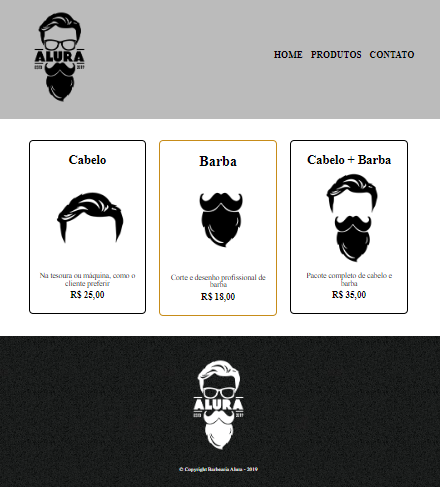 ALURA
ESTD 2019
HOME PRODUTOS CONTATO
Cabelo
Na tesoura ou máquina, como o
cliente preferir
R$ 25,00
Barba
Corte e desenho profissional de
barba
R$ 18,00
Cabelo + Barba
Pacote completo de cabelo e
barba
R$ 35,00
ALURA
ESTD 2019
© Copyright Barbearia Alura - 2019